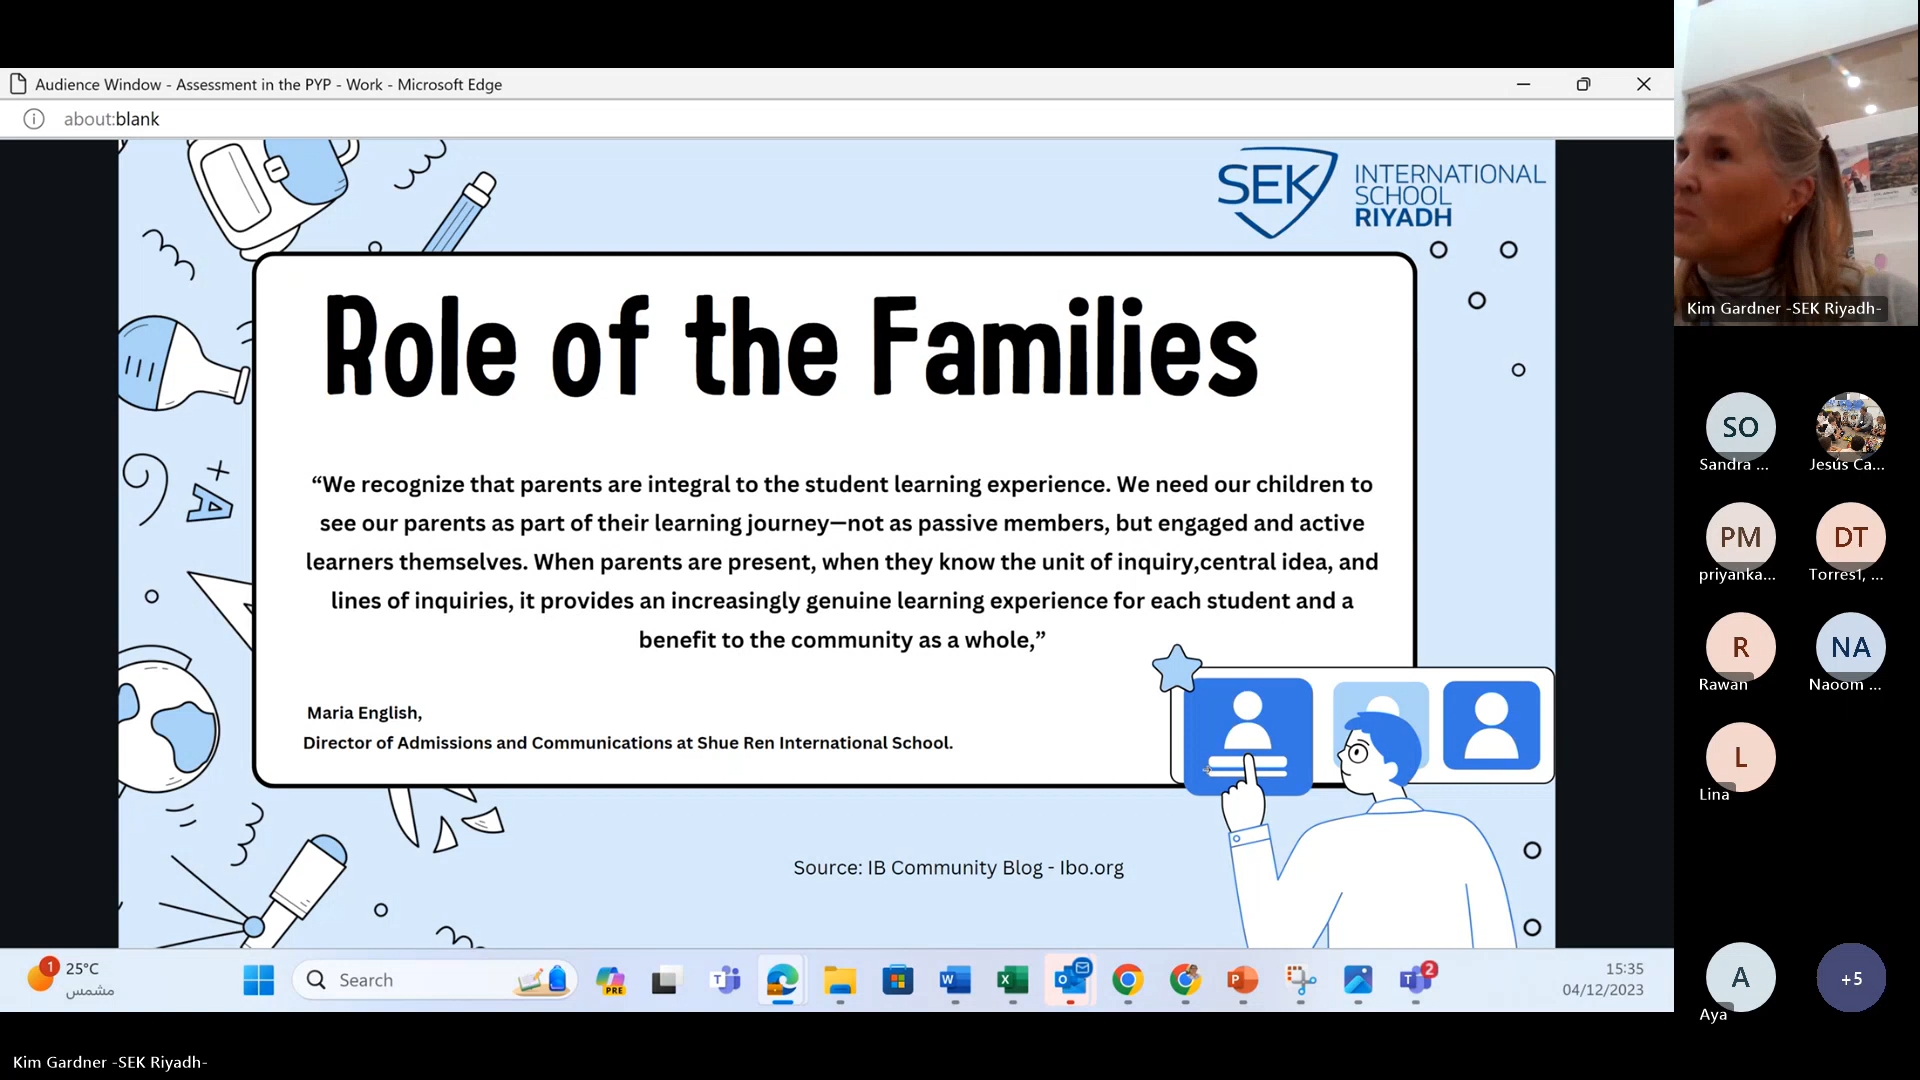 Audience Window - Assessment in the PYP - Work - Microsoft Edge
about:blank
SEK
INTERNATIONAL
SCHOOL
RIYADH
Role of the Families
“We recognize that parents are integral to the student learning experience. We need our children to
see our parents as part of their learning journey—not as passive members, but engaged and active
learners themselves. When parents are present, when they know the unit of inquiry,central idea, and
lines of inquiries, it provides an increasingly genuine learning experience for each student and a
benefit to the community as a whole,”
Maria English,
Director of Admissions and Communications at Shue Ren International School.
Source: IB Community Blog - Ibo.org
+A
1
25°C
مشمس
Search
PRE
2
15:35
04/12/2023
Kim Gardner -SEK Riyadh-
Kim Gardner -SEK Riyadh-
SO
Sandra ...
Jesús Ca...
PM
priyanka...
DT
Torres1, ...
R
Rawan
NA
Naoom ...
L
Lina
A
Aya
+5